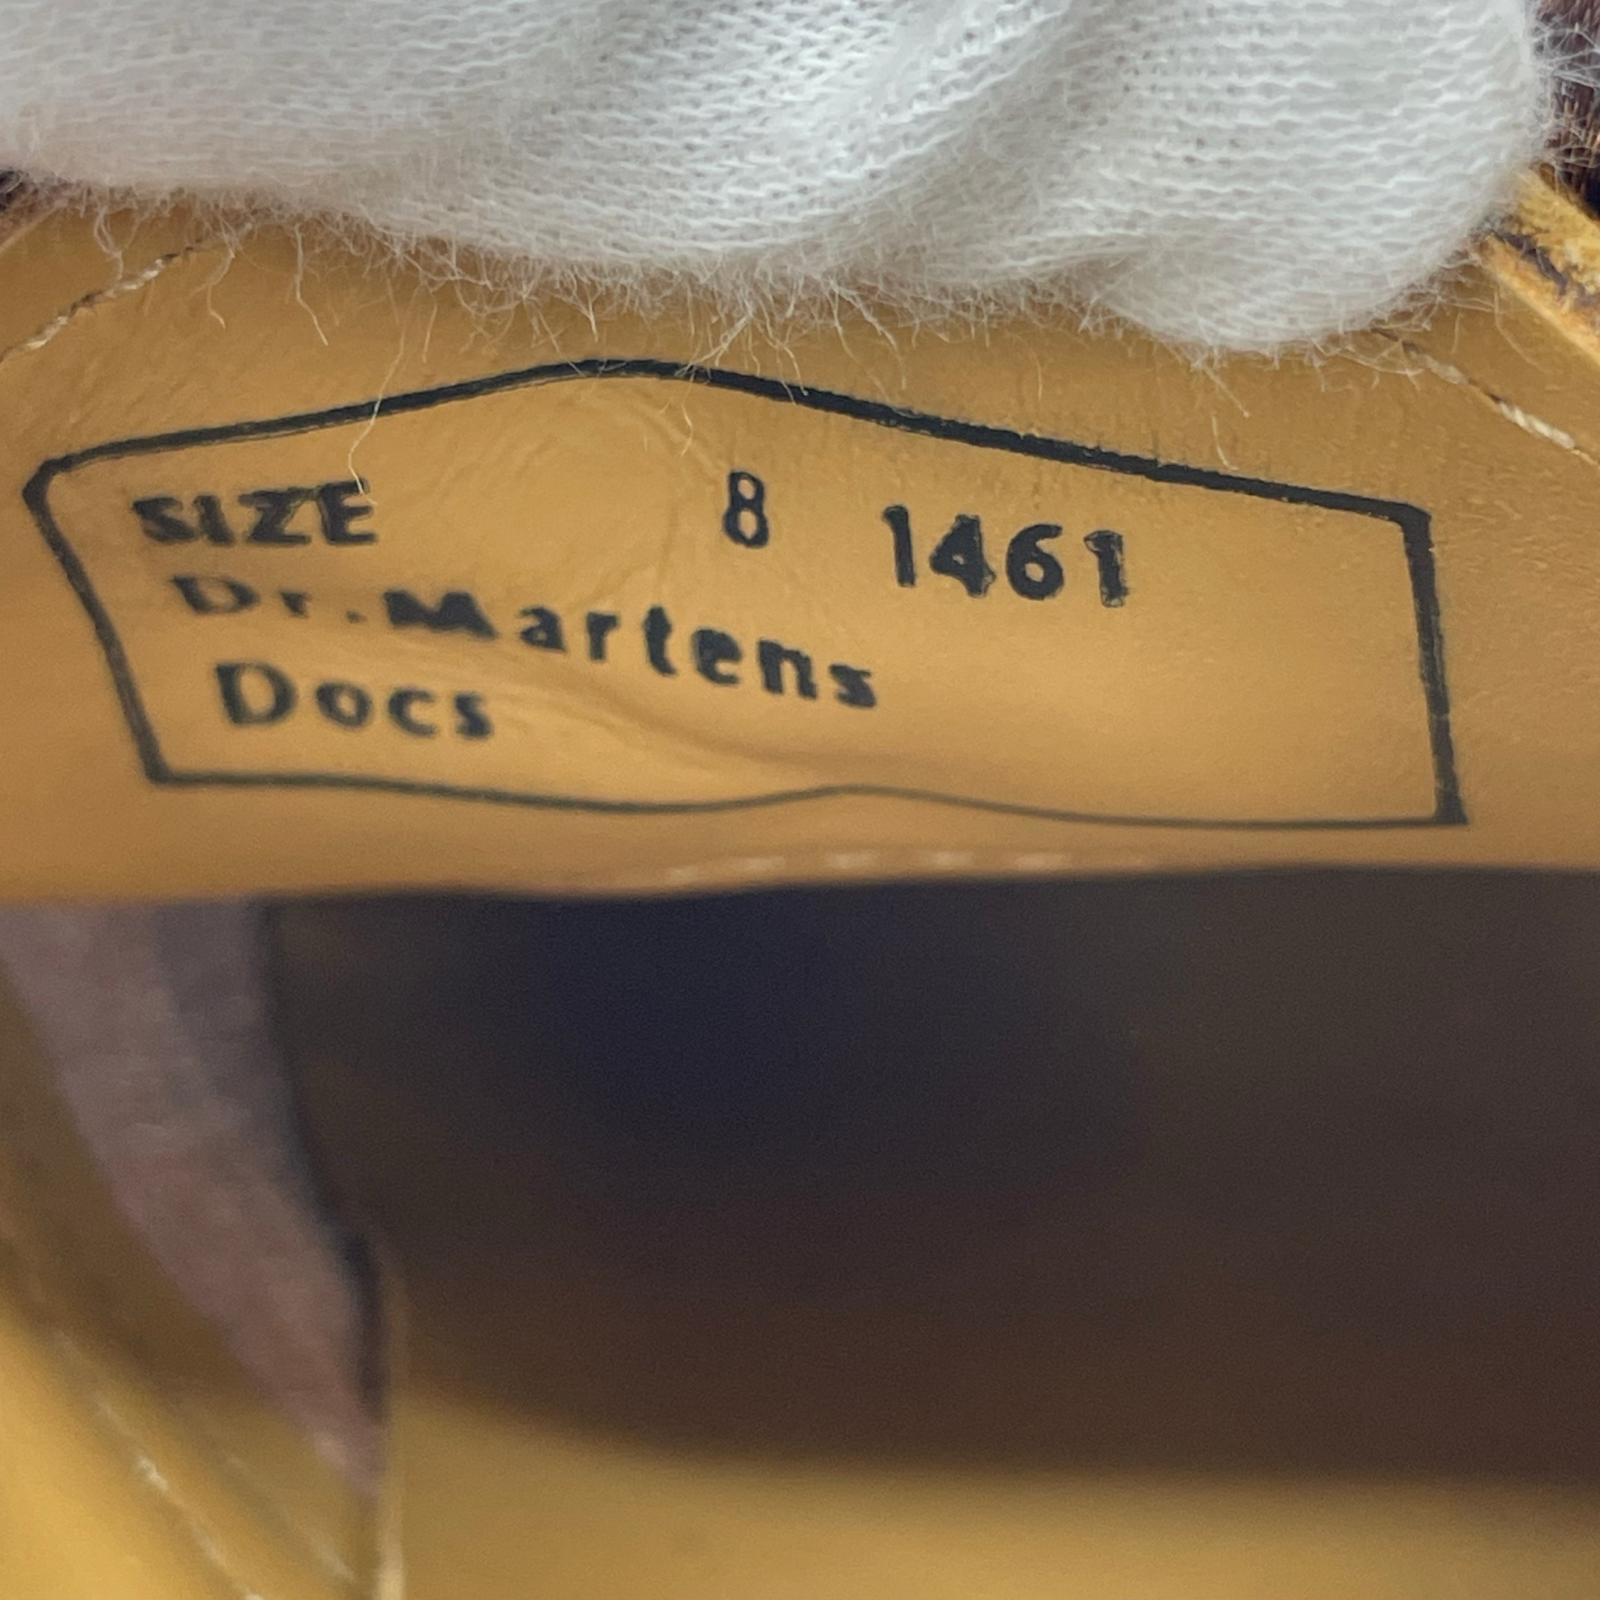 SIZE 8 1461
Dr. Martens
Docs